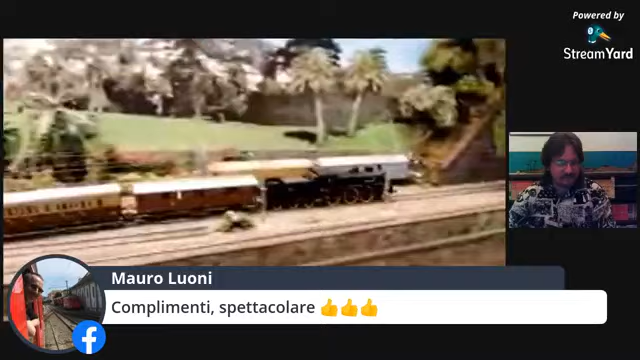 Powered by
StreamYard
Mauro Luoni
Complimenti, spettacolare 👍👍👍